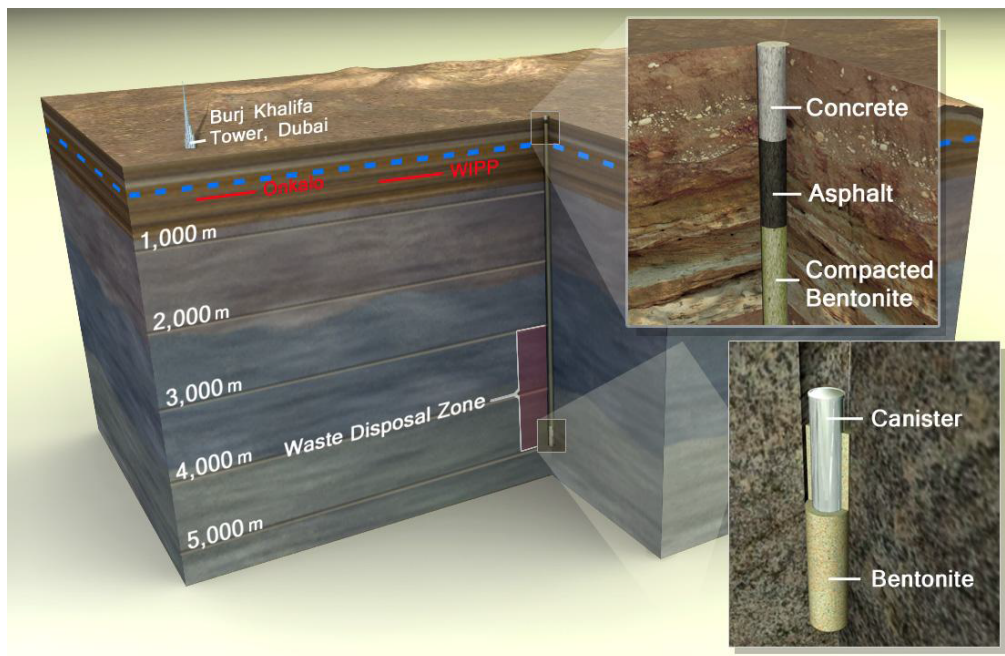 Burj Khalifa
Tower, Dubai
Onkalo
WIPP
1,000 m
2,000 m
3,000 m
Waste Disposal Zone
4,000 m
5,000 m
Concrete
Asphalt
Compacted
Bentonite
Canister
Bentonite